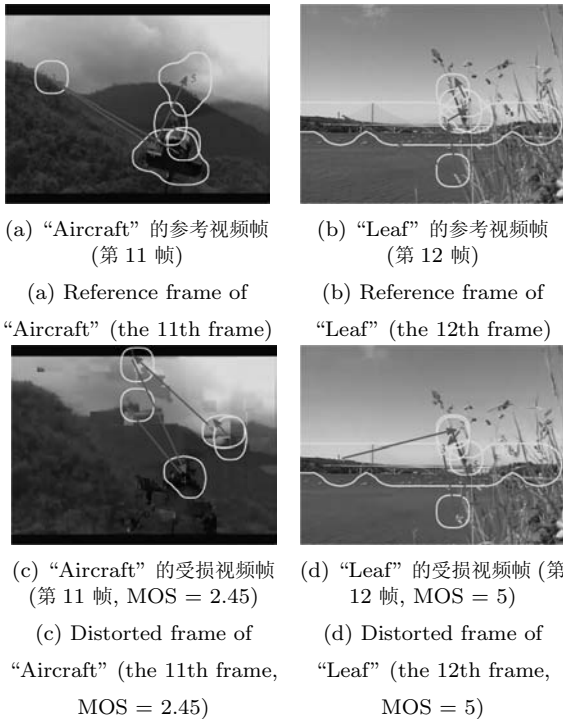 (a) “Aircraft” 的参考视频帧
(第 11 帧)
(a) Reference frame of
“Aircraft” (the 11th frame)
(b) “Leaf” 的参考视频帧
(第 12 帧)
(b) Reference frame of
“Leaf” (the 12th frame)
(c) “Aircraft” 的受损视频帧
(第 11 帧, MOS = 2.45)
(c) Distorted frame of
“Aircraft” (the 11th frame,
MOS = 2.45)
(d) “Leaf” 的受损视频帧 (第
12 帧, MOS = 5)
(d) Distorted frame of
“Leaf” (the 12th frame,
MOS = 5)